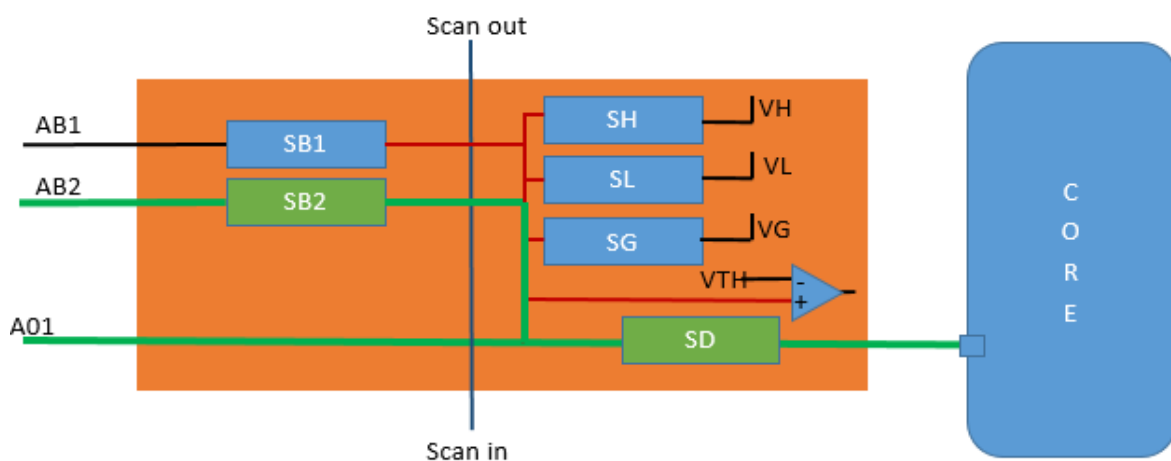 Scan out
AB1
SB1
SH
VH
AB2
SB2
SL
VL
SG
VG
VTH
-
+
A01
SD
C
O
R
E
Scan in